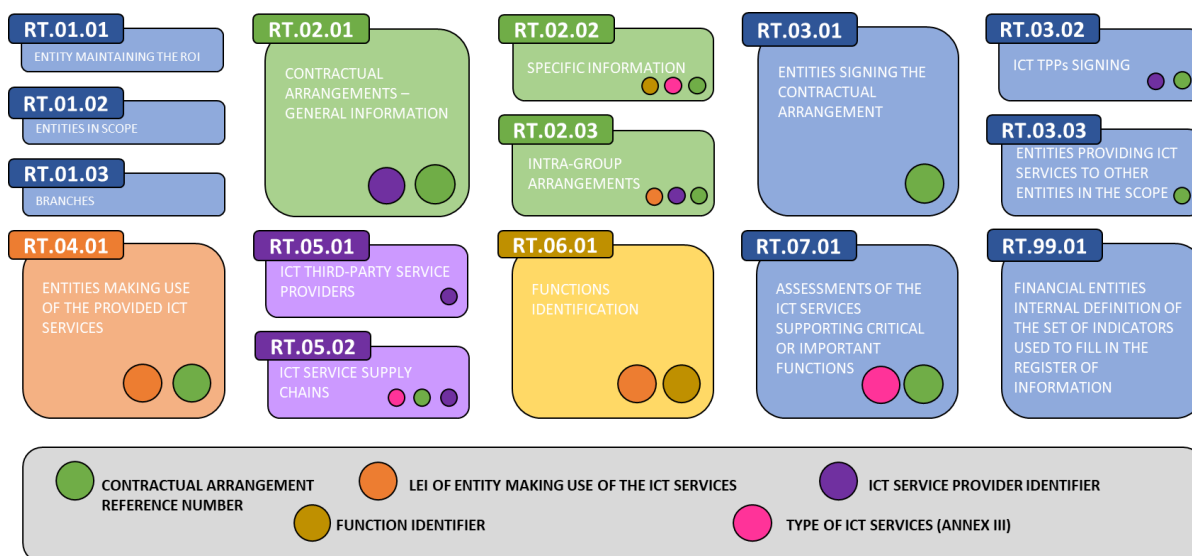 RT.01.01
ENTITY MAINTAINING THE ROI
RT.01.02
ENTITIES IN SCOPE
RT.01.03
BRANCHES
RT.02.01
CONTRACTUAL
ARRANGEMENTS –
GENERAL INFORMATION
RT.02.02
SPECIFIC INFORMATION
RT.02.03
INTRA-GROUP
ARRANGEMENTS
RT.03.01
ENTITIES SIGNING THE
CONTRACTUAL
ARRANGEMENT
RT.03.02
ICT TPPs SIGNING
RT.03.03
ENTITIES PROVIDING ICT
SERVICES TO OTHER
ENTITIES IN THE SCOPE
RT.04.01
ENTITIES MAKING USE
OF THE PROVIDED ICT
SERVICES
RT.05.01
ICT THIRD-PARTY SERVICE
PROVIDERS
RT.05.02
ICT SERVICE SUPPLY
CHAINS
RT.06.01
FUNCTIONS
IDENTIFICATION
RT.07.01
ASSESSMENTS OF THE
ICT SERVICES
SUPPORTING CRITICAL
OR IMPORTANT
FUNCTIONS
RT.99.01
FINANCIAL ENTITIES
INTERNAL DEFINITION OF
THE SET OF INDICATORS
USED TO FILL IN THE
REGISTER OF
INFORMATION
CONTRACTUAL ARRANGEMENT
REFERENCE NUMBER
LEI OF ENTITY MAKING USE OF THE ICT SERVICES
ICT SERVICE PROVIDER IDENTIFIER
FUNCTION IDENTIFIER
TYPE OF ICT SERVICES (ANNEX III)